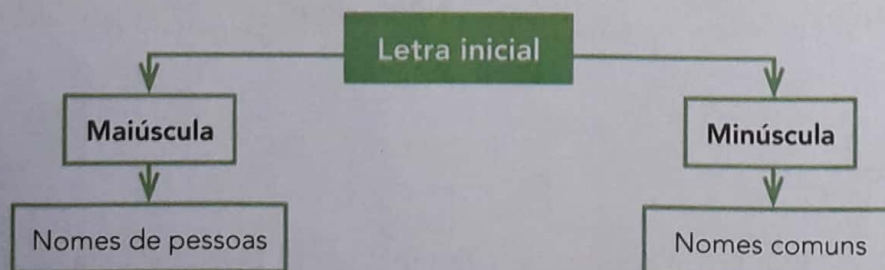 Letra inicial
Maiúscula
Minúscula
Nomes de pessoas
Nomes comuns